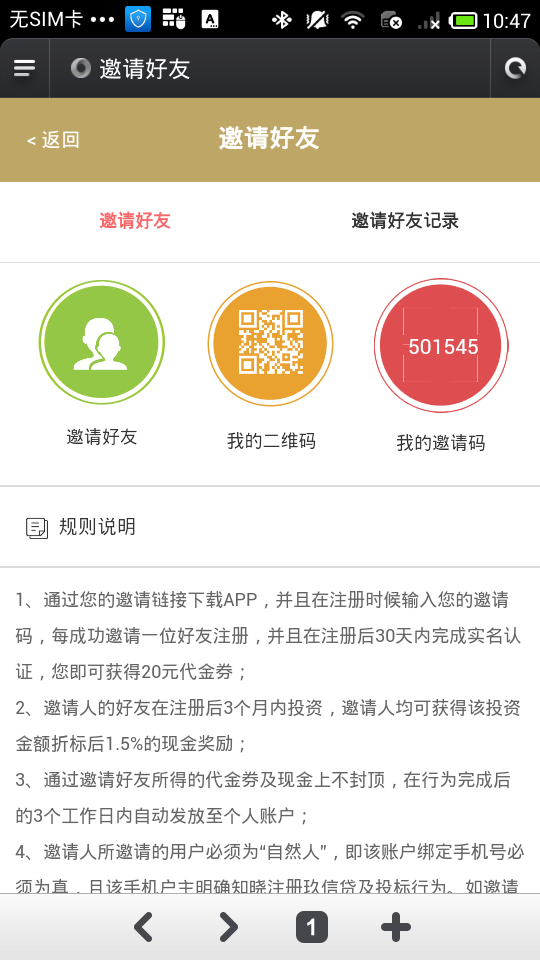 无SIM卡 ••• A... 10:47
邀请好友
< 返回 邀请好友
邀请好友 邀请好友记录
501545
邀请好友 我的二维码 我的邀请码
规则说明
1、通过您的邀请链接下载APP，并且在注册时候输入您的邀请
码，每成功邀请一位好友注册，并且在注册后30天内完成实名认
证，您即可获得20元代金券；
2、邀请人的好友在注册后3个月内投资，邀请人均可获得该投资
金额折标后1.5%的现金奖励；
3、通过邀请好友所得的代金券及现金上不封顶，在行为完成后
的3个工作日内自动发放至个人账户；
4、邀请人所邀请的用户必须为“自然人”，即该账户绑定手机号必
须为真，且该手机户主明确知晓注册玖信贷及投标行为。如邀请
1